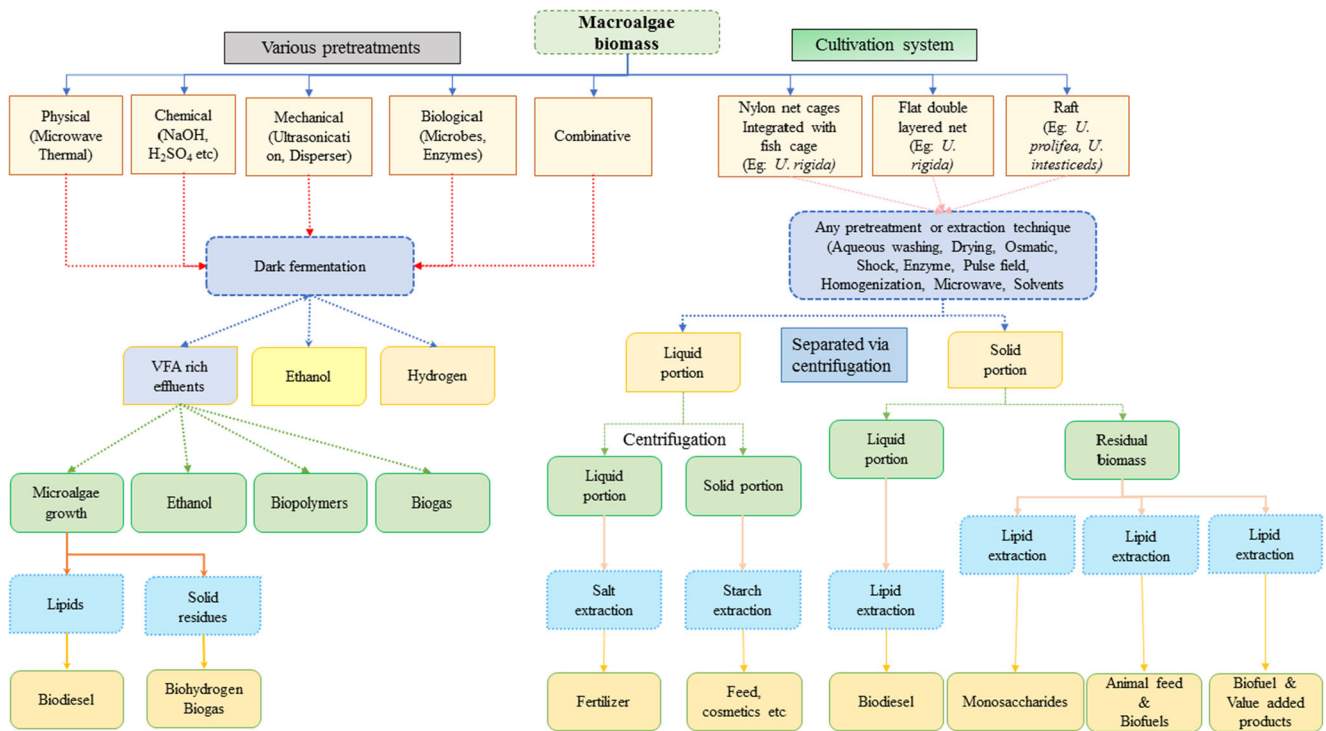 Macroalgae
biomass
Various pretreatments
Cultivation system
Physical
(Microwave
Thermal)
Chemical
(NaOH,
H₂SO₄ etc)
Mechanical
(Ultrasonicati
on, Disperser)
Biological
(Microbes,
Enzymes)
Combinative
Nylon net cages
Integrated with
fish cage
(Eg: U. rigida)
Flat double
layered net
(Eg: U.
rigida)
Raft
(Eg: U.
prolifea, U.
intesticeds)
Dark fermentation
Any pretreatment or extraction technique
(Aqueous washing, Drying, Osmatic,
Shock, Enzyme, Pulse field,
Homogenization, Microwave, Solvents
VFA rich
effluents
Ethanol
Hydrogen
Liquid
portion
Separated via
centrifugation
Solid
portion
Centrifugation
Microalgae
growth
Ethanol
Biopolymers
Biogas
Liquid
portion
Solid portion
Liquid
portion
Residual
biomass
Lipids
Solid
residues
Salt
extraction
Starch
extraction
Lipid
extraction
Lipid
extraction
Lipid
extraction
Lipid
extraction
Biodiesel
Biohydrogen
Biogas
Fertilizer
Feed,
cosmetics etc
Biodiesel
Monosaccharides
Animal feed
&
Biofuels
Biofuel &
Value added
products